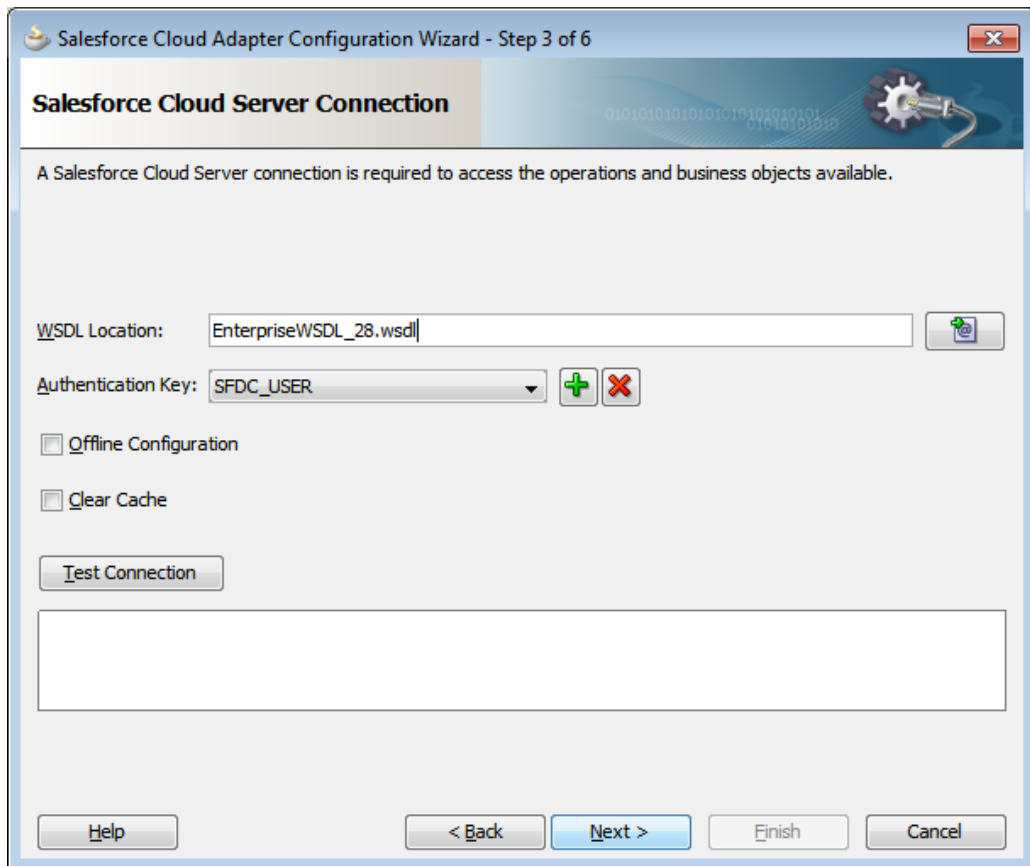 Salesforce Cloud Adapter Configuration Wizard - Step 3 of 6
Salesforce Cloud Server Connection
A Salesforce Cloud Server connection is required to access the operations and business objects available.
WSDL Location: EnterpriseWSDL_28.wsdl
Authentication Key: SFDC_USER
Offline Configuration
Clear Cache
Test Connection
Help < Back Next > Finish Cancel